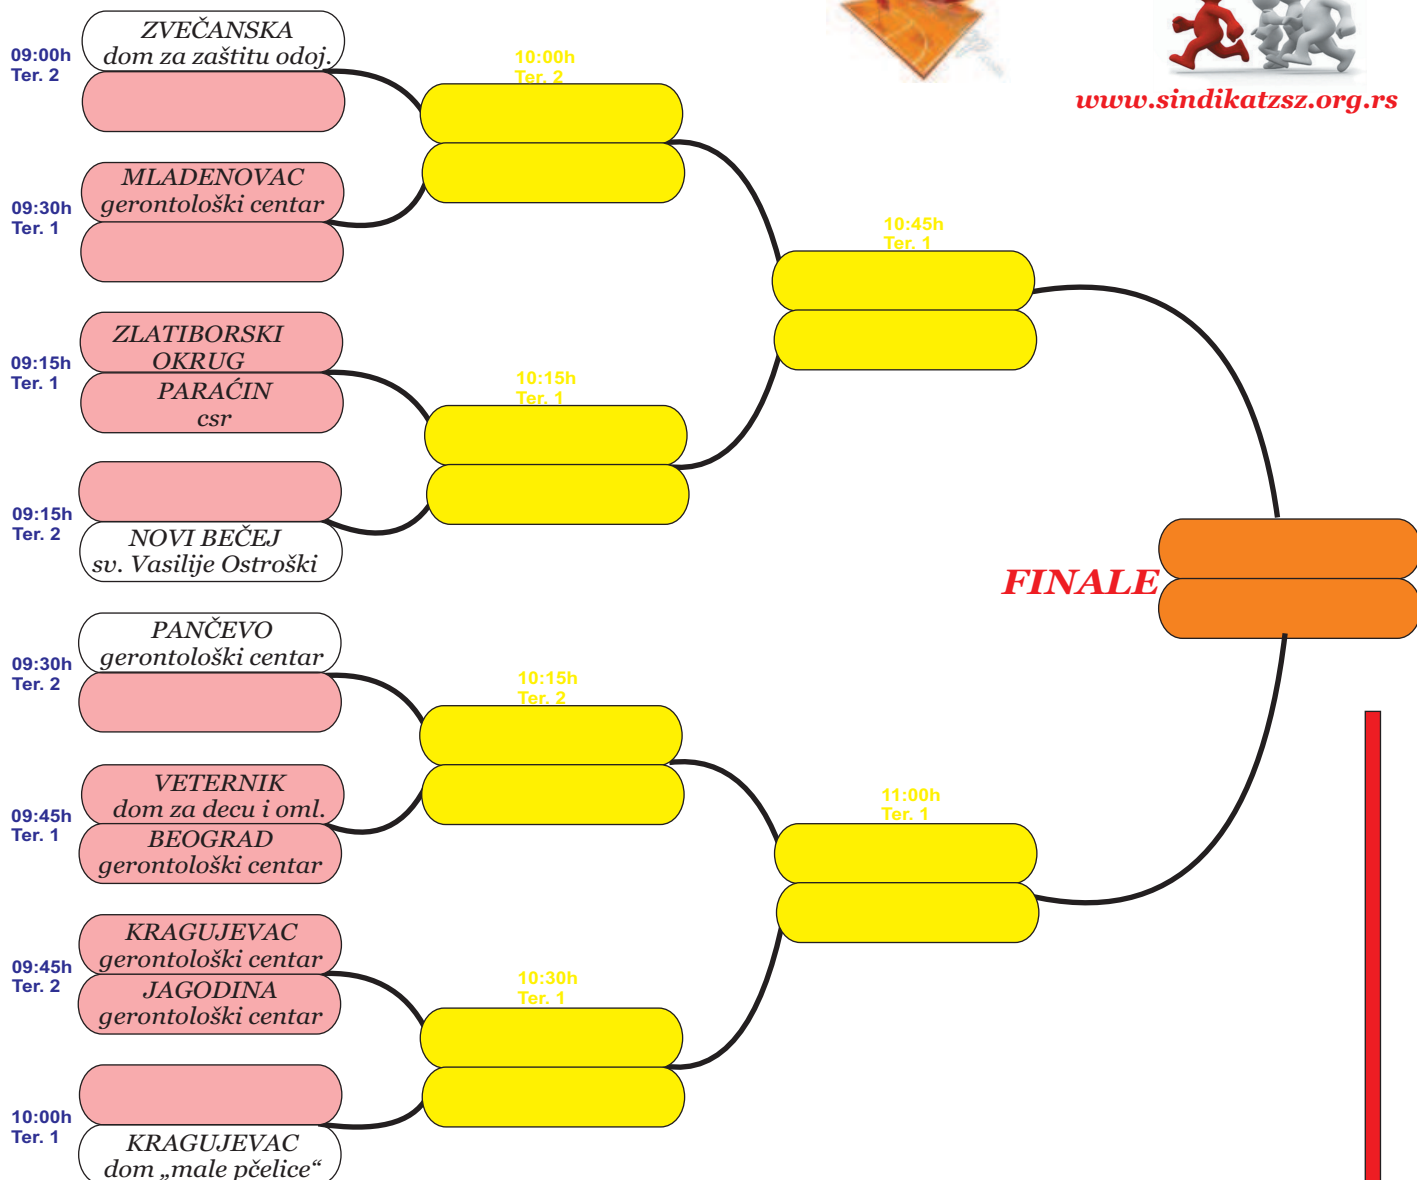 www.sindikatzsz.org.rs
09:00h
Ter. 2
ZVEČANSKA
dom za zaštitu odoj.
09:30h
Ter. 1
MLADENOVAC
gerontološki centar
09:15h
Ter. 1
ZLATIBORSKI
OKRUG
PARAĆIN
csr
09:15h
Ter. 2
NOVI BEČEJ
sv. Vasilije Ostroški
09:30h
Ter. 2
PANČEVO
gerontološki centar
09:45h
Ter. 1
VETERNIK
dom za decu i oml.
BEOGRAD
gerontološki centar
09:45h
Ter. 2
KRAGUJEVAC
gerontološki centar
JAGODINA
gerontološki centar
10:00h
Ter. 1
KRAGUJEVAC
dom „male pčelice“
10:00h
Ter. 2
10:15h
Ter. 1
10:15h
Ter. 2
10:30h
Ter. 1
10:45h
Ter. 1
11:00h
Ter. 1
FINALE